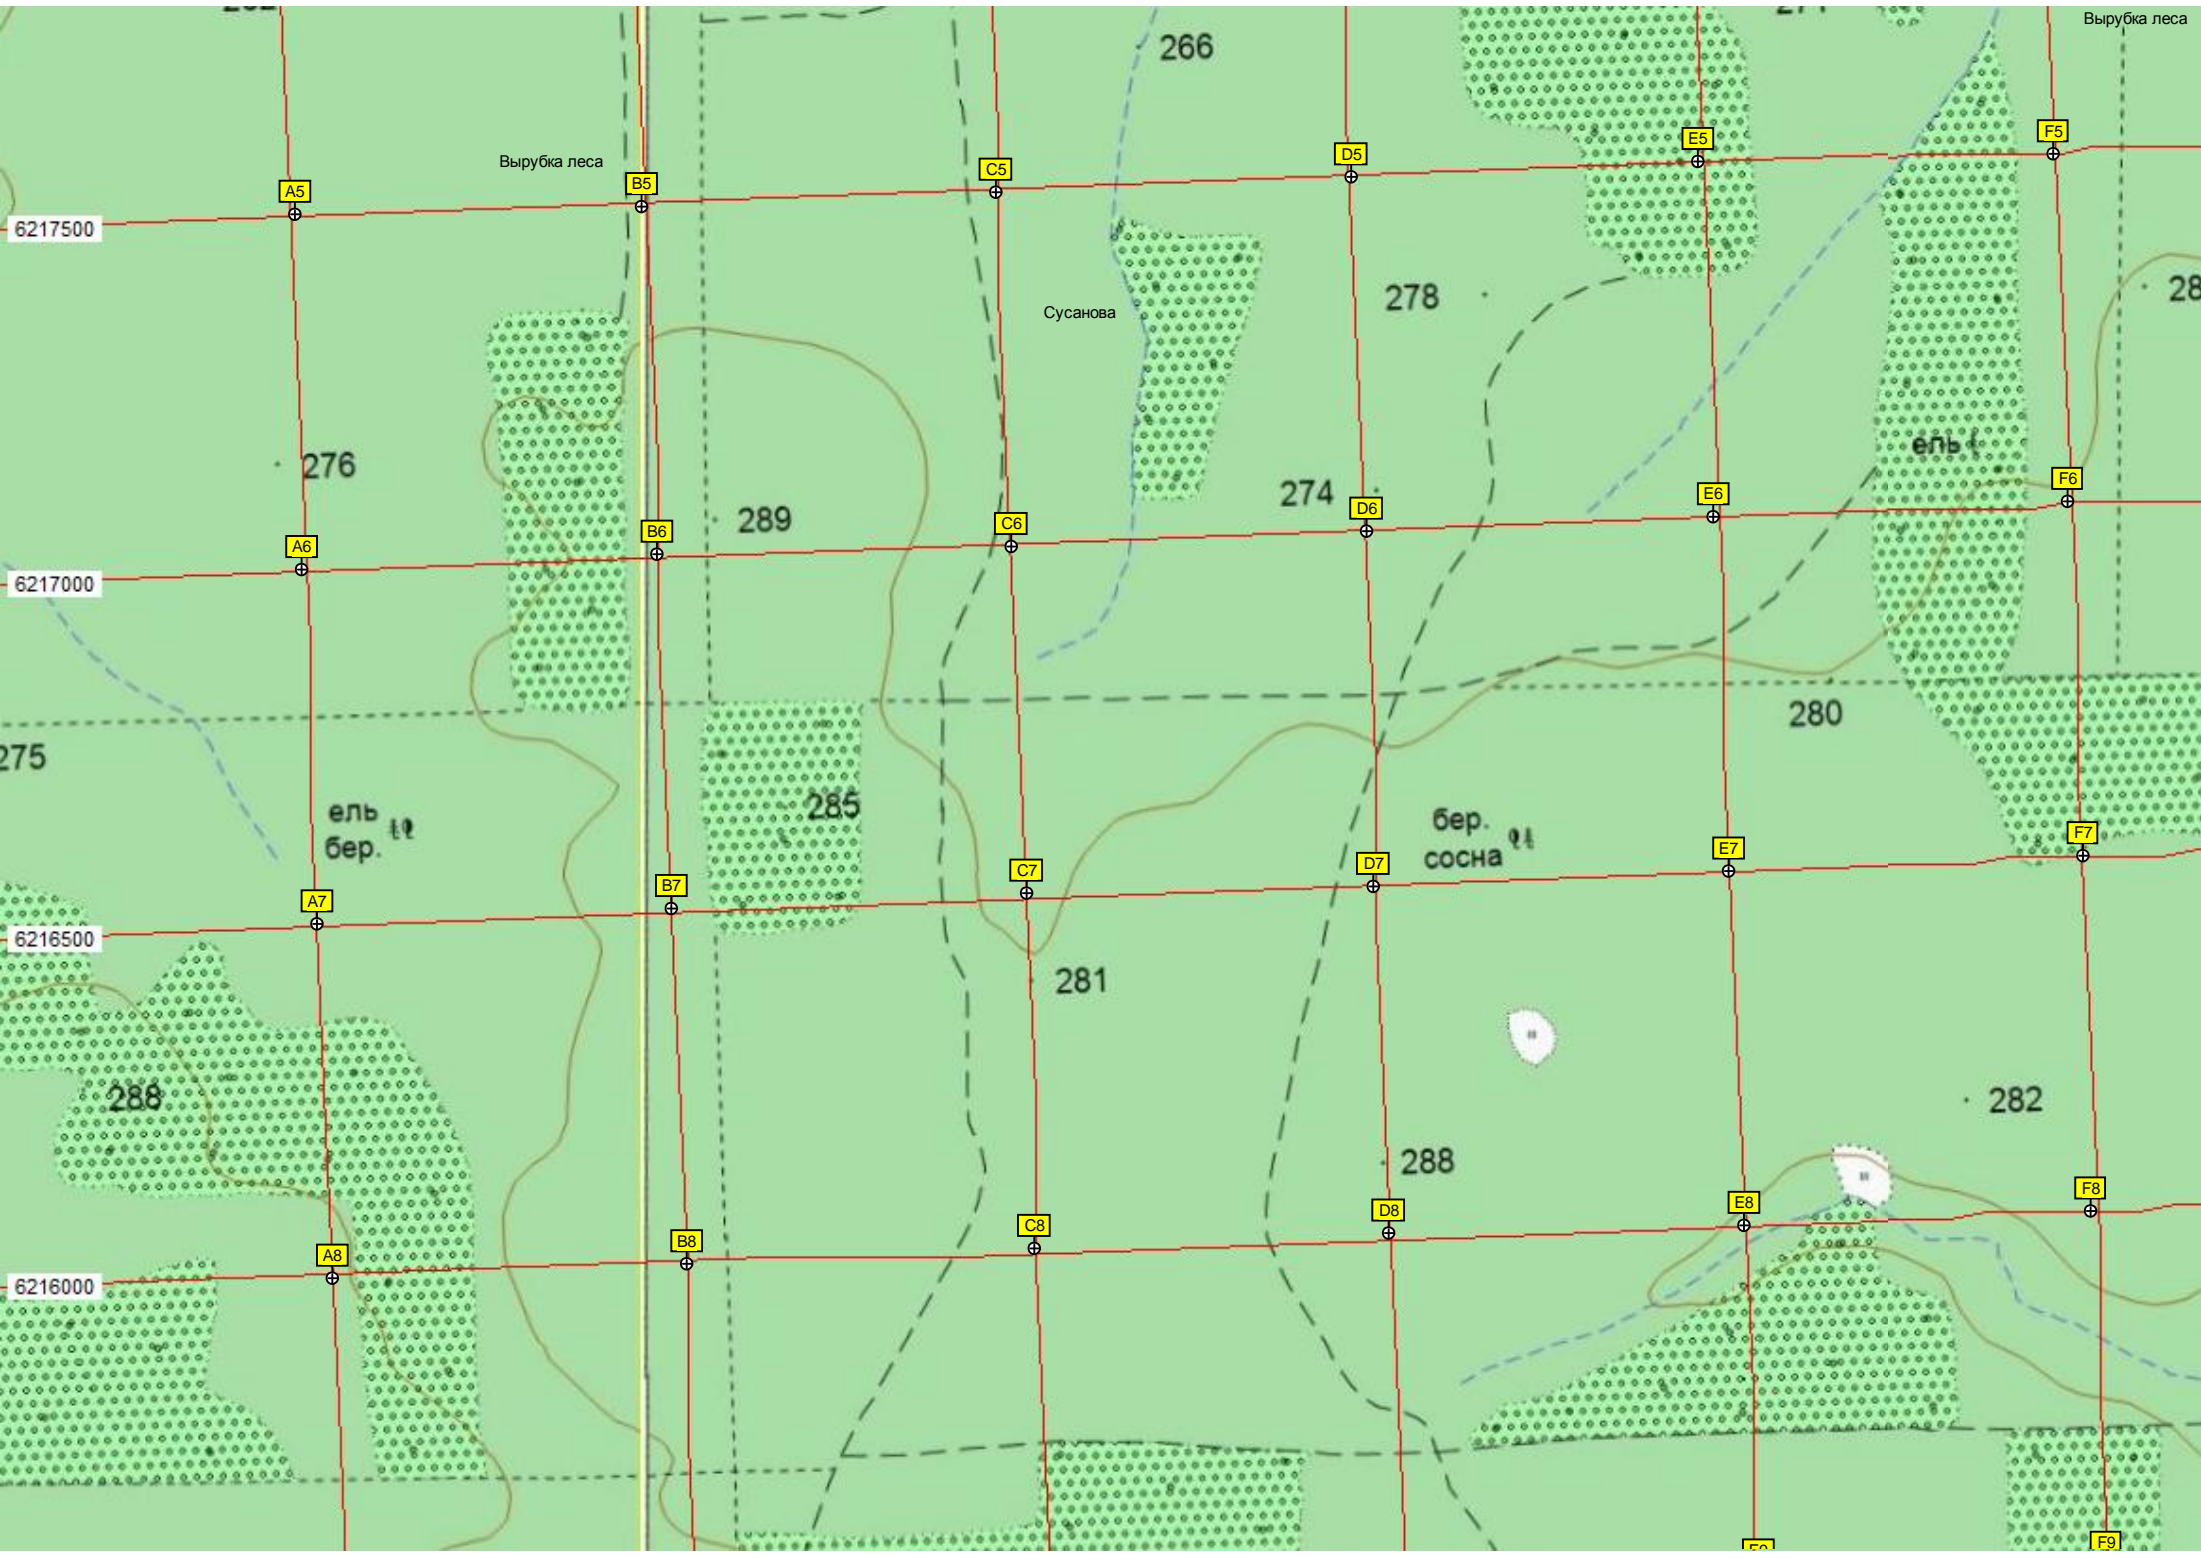 Вырубка леса
266
E5
F5
D5
Вырубка леса
C5
B5
A5
6217500
278
Сусанова
ель
276
F6
274
E6
D6
289
C6
B6
A6
6217000
280
275
285
ель
бер.
бер.
сосна
F7
E7
D7
C7
B7
A7
6216500
281
288
282
288
F8
E8
D8
C8
B8
A8
6216000
F9